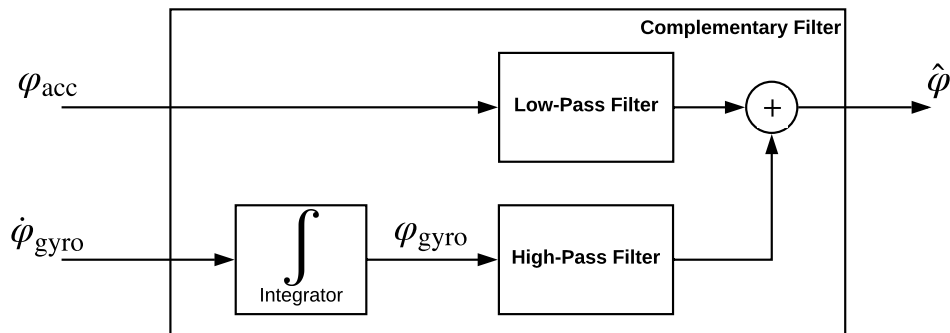 Complementary Filter
φacc
Low-Pass Filter
+
φ̂
φ̇gyro
∫
Integrator
φgyro
High-Pass Filter